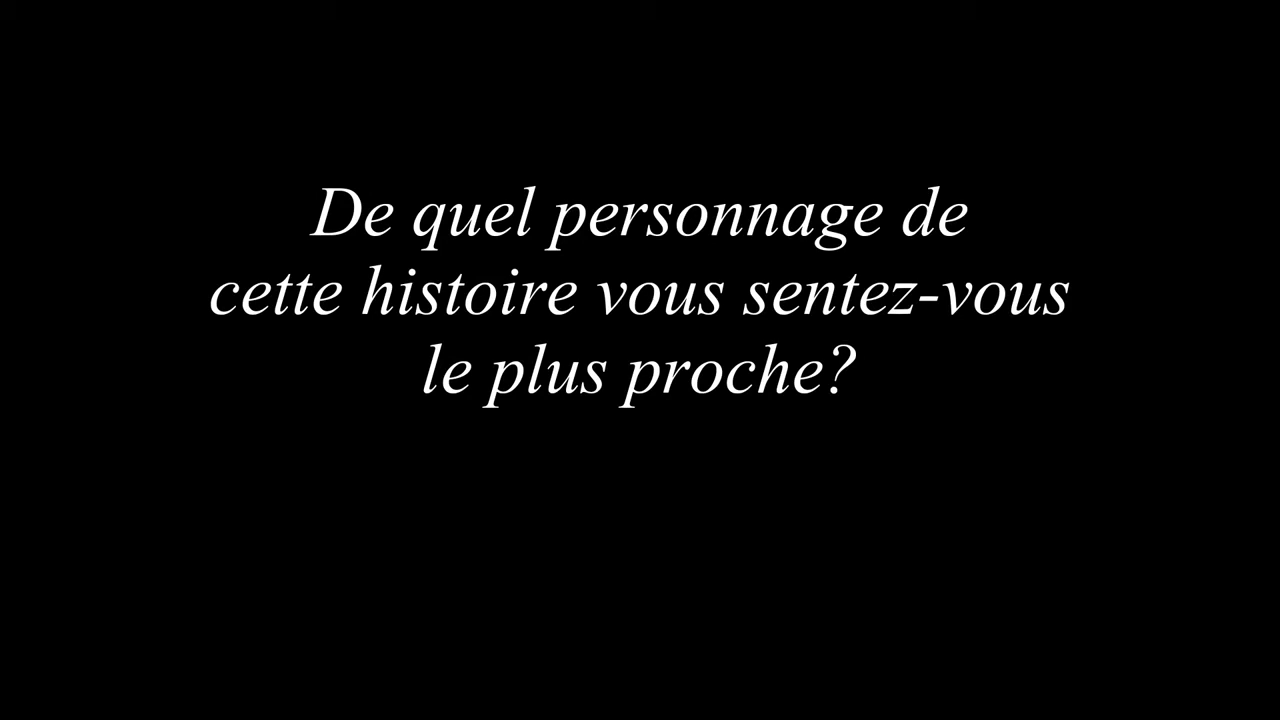 De quel personnage de
cette histoire vous sentez-vous
le plus proche?